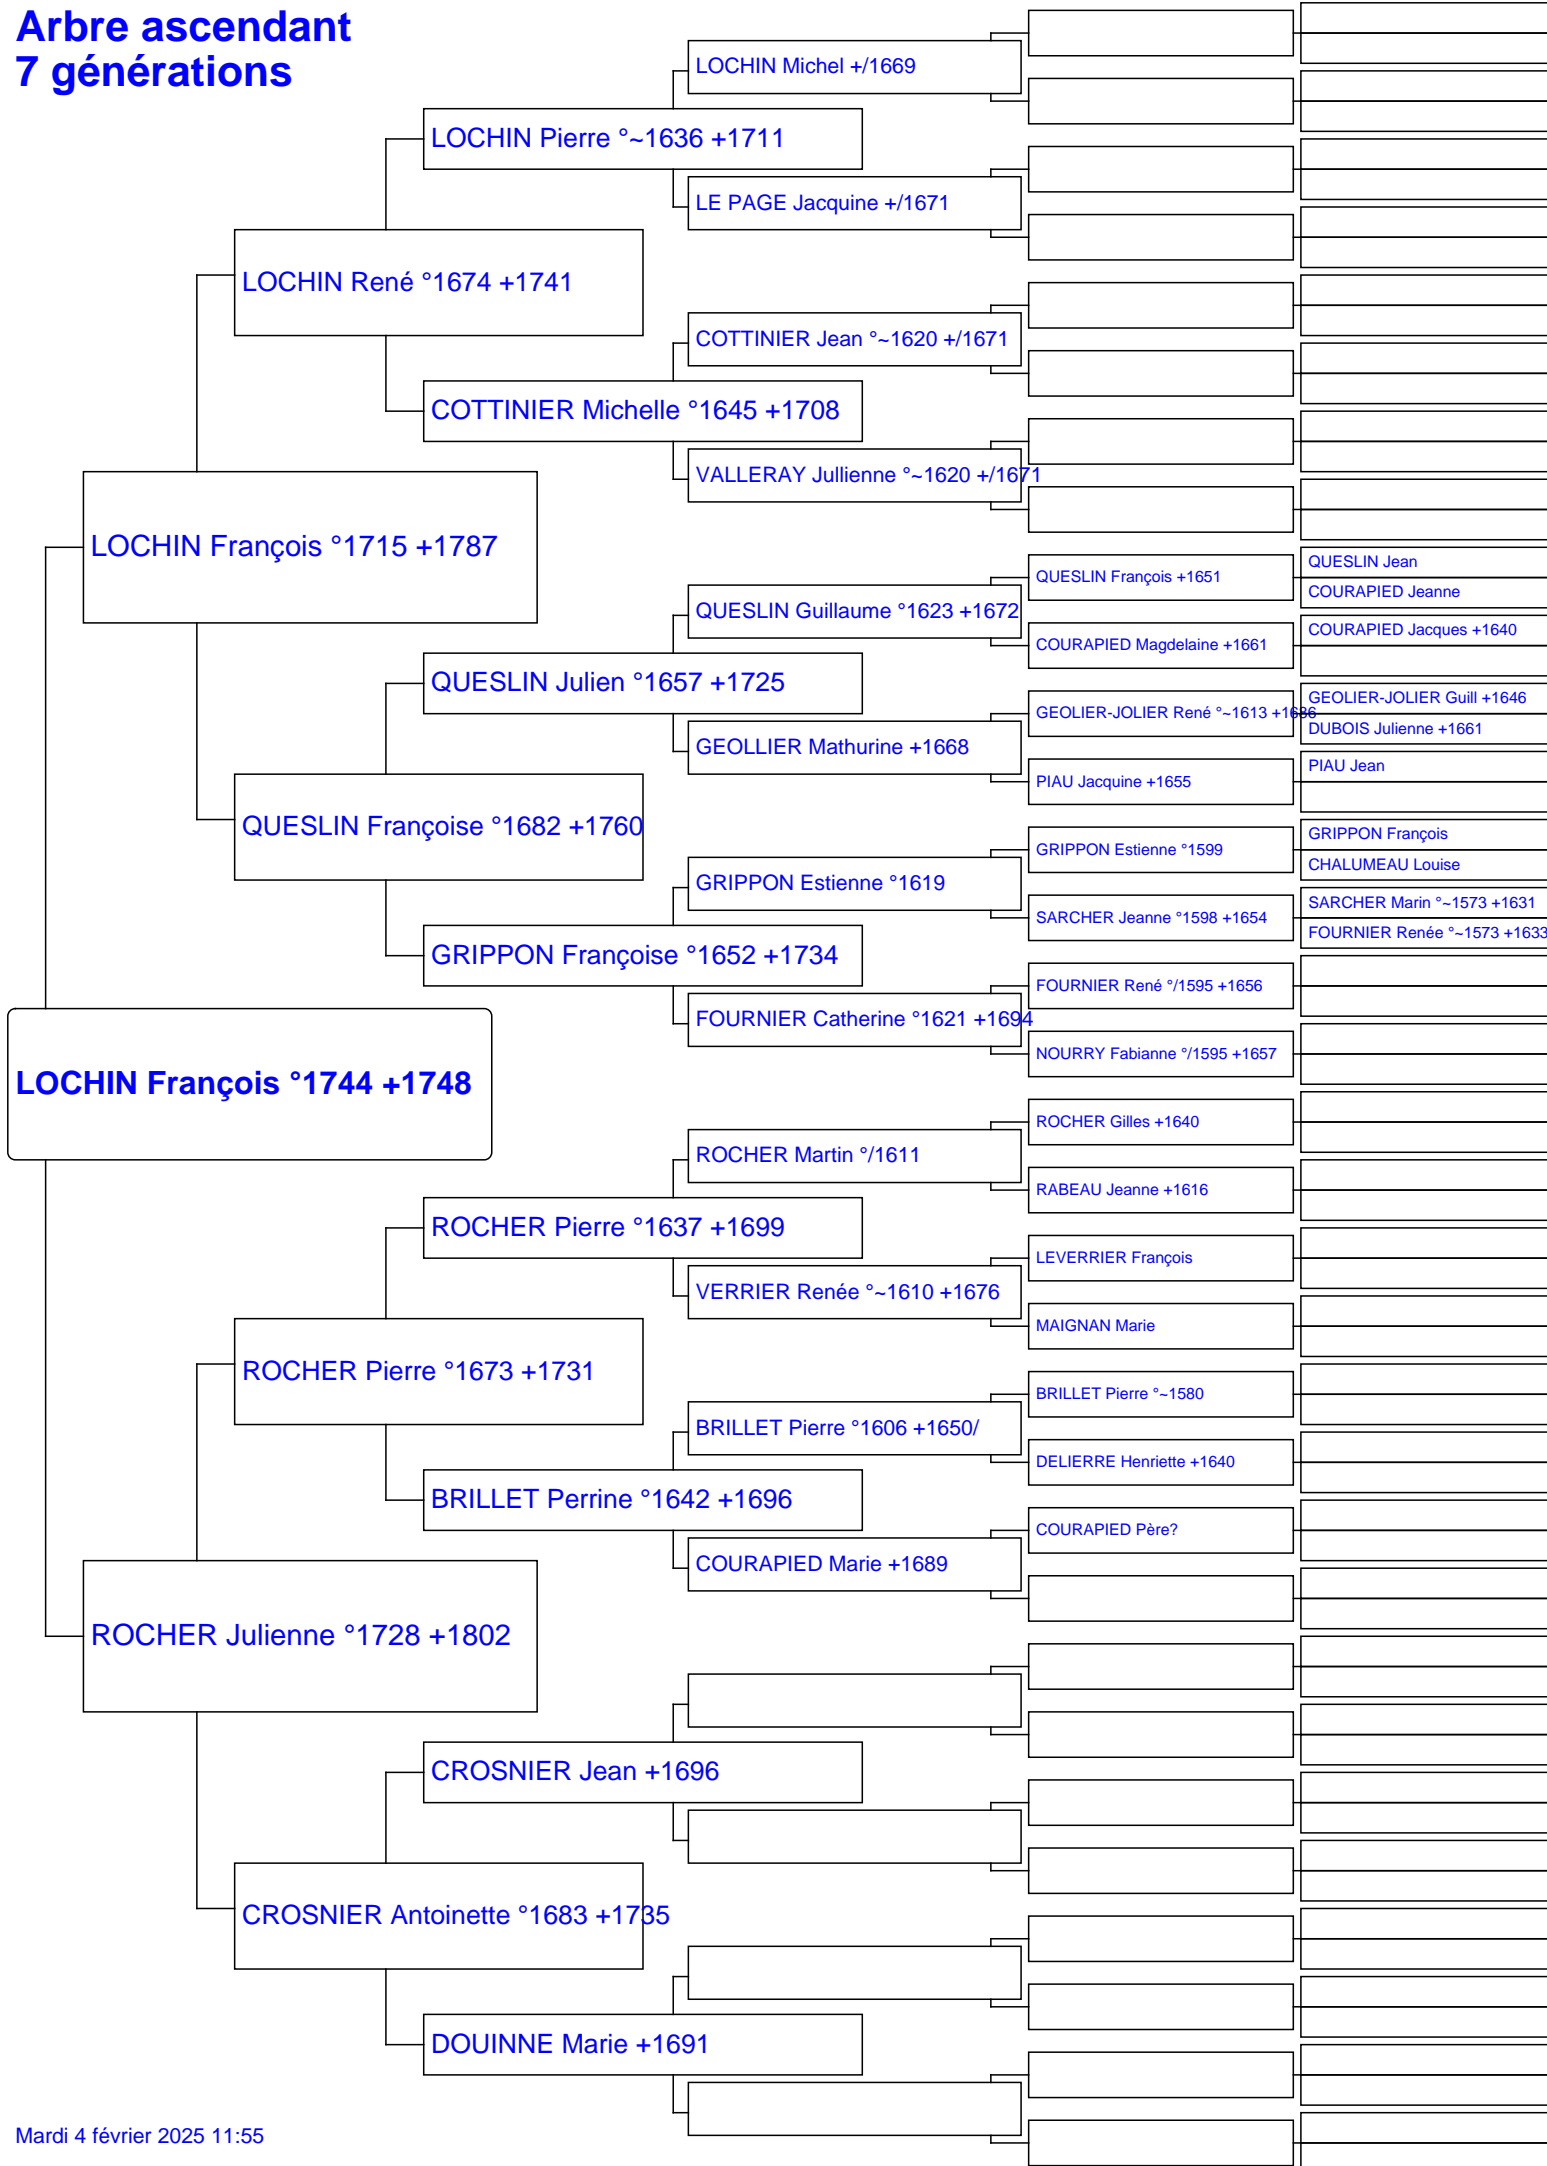 Arbre ascendant
7 générations
LOCHIN Michel +/1669
LOCHIN Pierre °~1636 +1711
LE PAGE Jacquine +/1671
LOCHIN René °1674 +1741
COTTINIER Jean °~1620 +/1671
COTTINIER Michelle °1645 +1708
VALLERAY Jullienne °~1620 +/1671
LOCHIN François °1715 +1787
QUESLIN Jean
QUESLIN François +1651
COURAPIED Jeanne
QUESLIN Guillaume °1623 +1672
COURAPIED Jacques +1640
COURAPIED Magdelaine +1661
QUESLIN Julien °1657 +1725
GEOLIER-JOLIER Guill +1646
GEOLIER-JOLIER René °~1613 +1686
DUBOIS Julienne +1661
GEOLLIER Mathurine +1668
PIAU Jean
PIAU Jacquine +1655
QUESLIN Françoise °1682 +1760
GRIPPON François
GRIPPON Estienne °1599
CHALUMEAU Louise
GRIPPON Estienne °1619
SARCHER Marin °~1573 +1631
SARCHER Jeanne °1598 +1654
FOURNIER Renée °~1573 +1633
GRIPPON Françoise °1652 +1734
FOURNIER René °/1595 +1656
FOURNIER Catherine °1621 +1694
NOURRY Fabianne °/1595 +1657
LOCHIN François °1744 +1748
ROCHER Gilles +1640
ROCHER Martin °/1611
RABEAU Jeanne +1616
ROCHER Pierre °1637 +1699
LEVERRIER François
VERRIER Renée °~1610 +1676
MAIGNAN Marie
ROCHER Pierre °1673 +1731
BRILLET Pierre °~1580
BRILLET Pierre °1606 +1650/
DELIERRE Henriette +1640
BRILLET Perrine °1642 +1696
COURAPIED Père?
COURAPIED Marie +1689
ROCHER Julienne °1728 +1802
CROSNIER Jean +1696
CROSNIER Antoinette °1683 +1735
DOUINNE Marie +1691
Mardi 4 février 2025 11:55